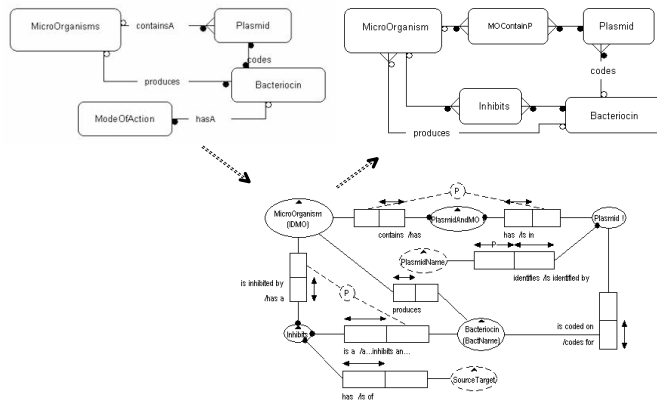 MicroOrganisms
containsA
Plasmid
codes
produces
Bacteriocin
ModeOfAction
hasA
MicroOrganism
MOContainP
Plasmid
codes
Inhibits
Bacteriocin
produces
P
MicroOrganism
(IDMO)
PlasmidAndMO
Plasmid !
contains /has
has /is in
PlasmidName
P
identifies /is identified by
is inhibited by
/has a
P
produces
Inhibits
Bacteriocin
(BactName)
is coded on
/codes for
is a /a...inhibits an...
SourceTarget
has /is of